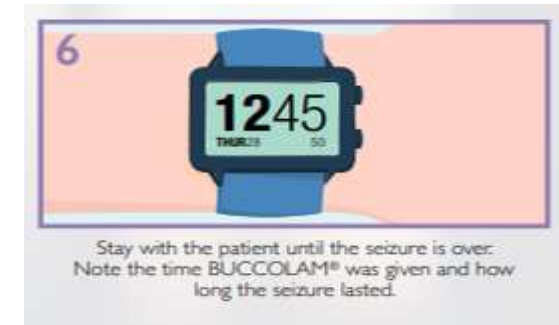 6
1245
THUR28 50
Stay with the patient until the seizure is over.
Note the time BUCCOLAM® was given and how
long the seizure lasted.